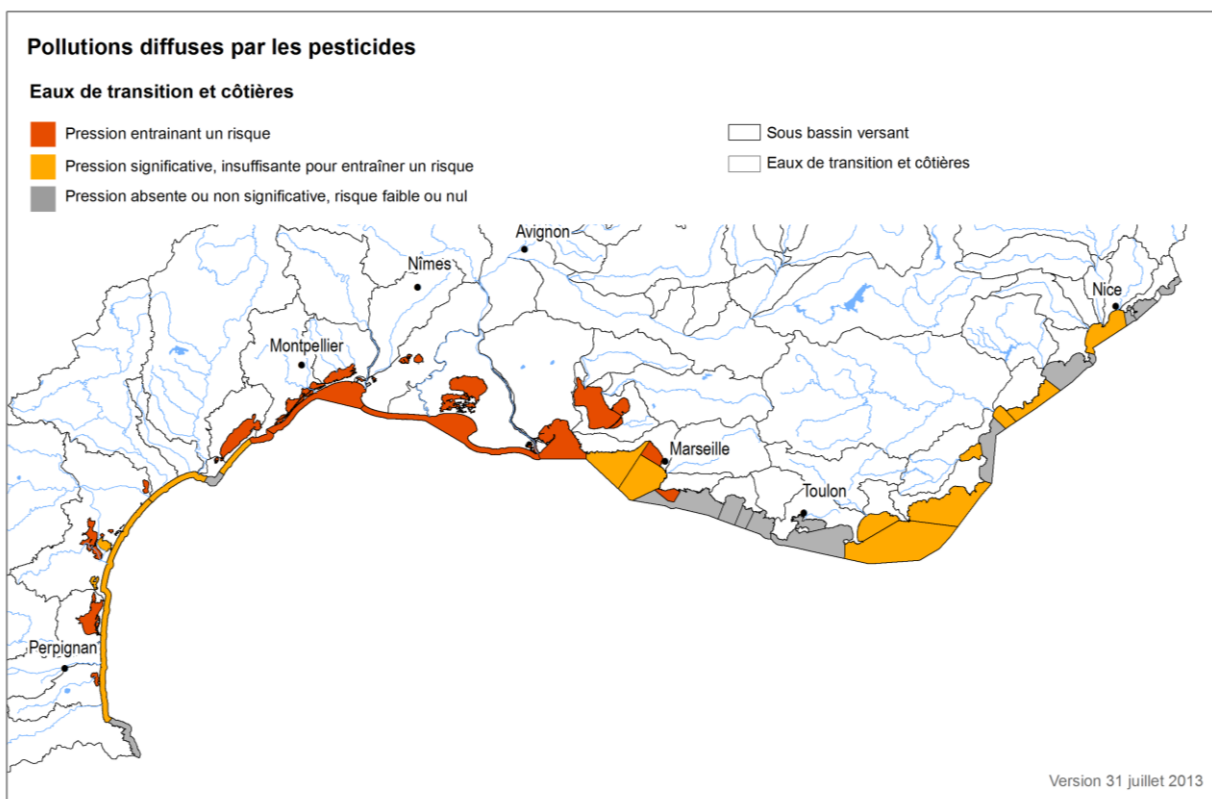 Pollutions diffuses par les pesticides
Eaux de transition et côtières
Pression entrainant un risque
Pression significative, insuffisante pour entraîner un risque
Pression absente ou non significative, risque faible ou nul
Sous bassin versant
Eaux de transition et côtières
Avignon
Nîmes
Nice
Montpellier
Marseille
Toulon
Perpignan
Version 31 juillet 2013